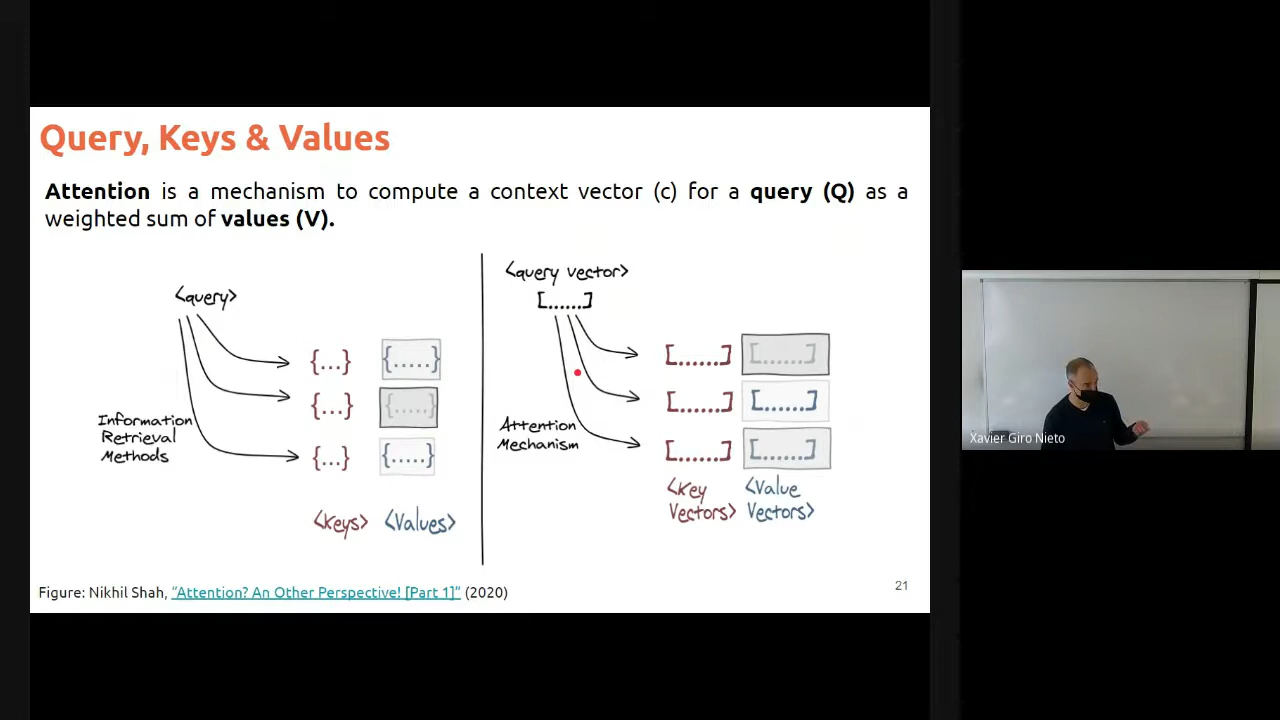 Query, Keys & Values
Attention is a mechanism to compute a context vector (c) for a query (Q) as a
weighted sum of values (V).
<query>
{...} {.....}
{...} {.....}
{...} {.....}
Information
Retrieval
Methods
<Keys> <Values>
<query vector>
[......]
[......] [......]
[......] [......]
[......] [......]
Attention
Mechanism
<Key
Vectors>
<Value
Vectors>
Figure: Nikhil Shah, “Attention? An Other Perspective! [Part 1]” (2020)
21
Xavier Giro Nieto